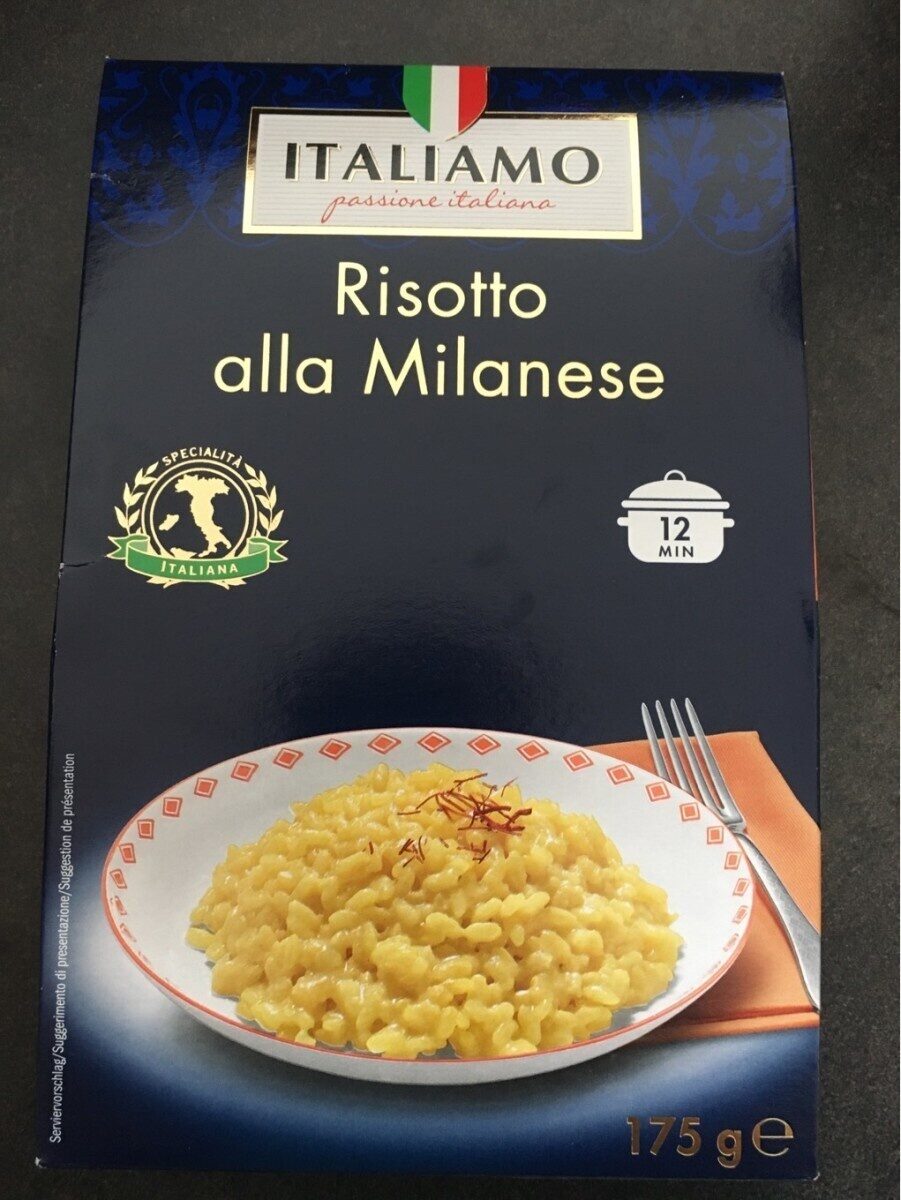 ITALIAMO
passione italiana
Risotto
alla Milanese
SPECIALITÀ
ITALIANA
12
MIN
Serviervorschlag/Suggerimento di presentazione/Suggestion de présentation
175 g e